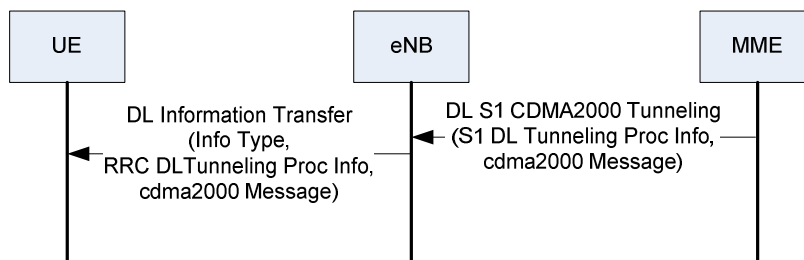 UE
eNB
MME
DL Information Transfer
(Info Type,
RRC DLTunneling Proc Info,
cdma2000 Message)
DL S1 CDMA2000 Tunneling
(S1 DL Tunneling Proc Info,
cdma2000 Message)